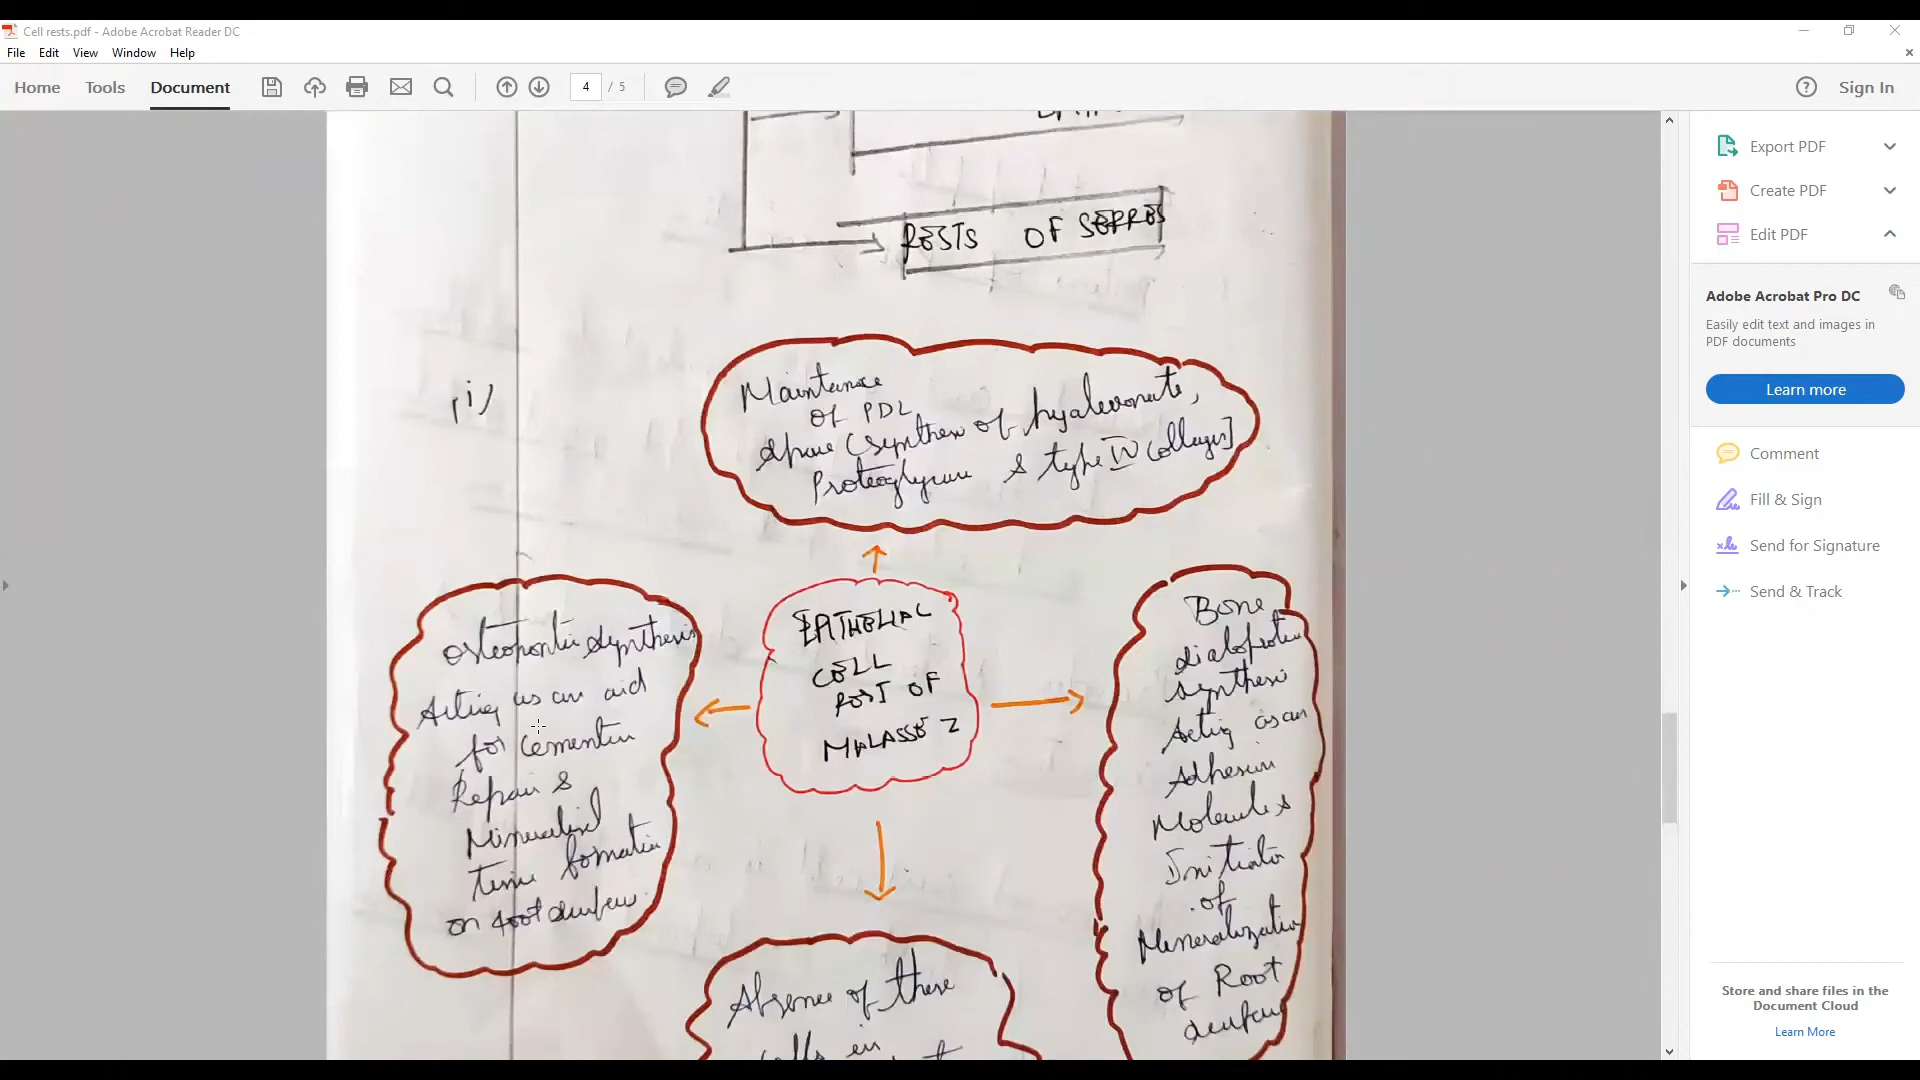 Cell rests.pdf - Adobe Acrobat Reader DC
File Edit View Window Help
Home Tools Document 4 / 5 Sign In
RESTS OF SERRES
(i)
Maintenance
of PDL
Space (synthesis of hyaluronate,
Proteoglycans & type IV collagen]
EPITHELIAL
CELL
REST OF
MALASSEZ
Osteopontin Synthesis
Acting as an aid
for Cementum
Repair &
Mineralised
tissue formation
on root surface
Bone
sialoprotein
synthesis
Acting as an
Adhesion
Molecules
Initiator
of
Mineralization
of Root
surface
Absence of these
cells in
Export PDF
Create PDF
Edit PDF
Adobe Acrobat Pro DC
Easily edit text and images in
PDF documents
Learn more
Comment
Fill & Sign
Send for Signature
Send & Track
Store and share files in the
Document Cloud
Learn More